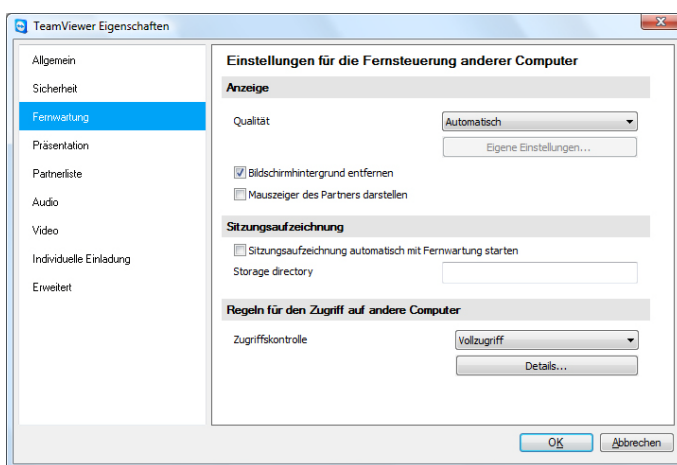 TeamViewer Eigenschaften
Allgemein
Sicherheit
Fernwartung
Präsentation
Partnerliste
Audio
Video
Individuelle Einladung
Erweitert
Einstellungen für die Fernsteuerung anderer Computer
Anzeige
Qualität
Automatisch
Eigene Einstellungen...
Bildschirmhintergrund entfernen
Mauszeiger des Partners darstellen
Sitzungsaufzeichnung
Sitzungsaufzeichnung automatisch mit Fernwartung starten
Storage directory
Regeln für den Zugriff auf andere Computer
Zugriffskontrolle
Vollzugriff
Details...
OK
Abbrechen